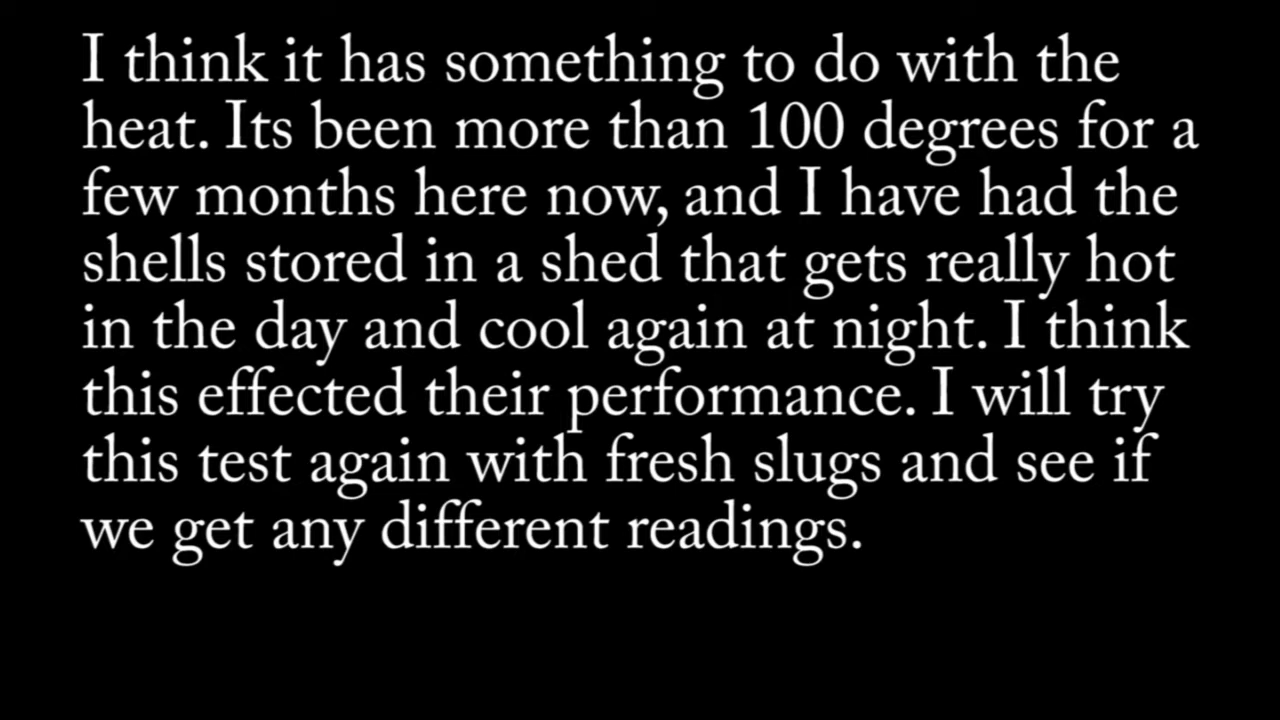 I think it has something to do with the
heat. Its been more than 100 degrees for a
few months here now, and I have had the
shells stored in a shed that gets really hot
in the day and cool again at night. I think
this effected their performance. I will try
this test again with fresh slugs and see if
we get any different readings.